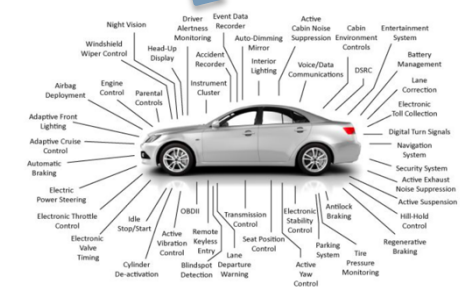 Night Vision
Driver
Alertness
Monitoring
Event Data
Recorder
Active
Cabin Noise
Suppression
Cabin
Environment
Controls
Entertainment
System
Windshield
Wiper Control
Head-Up
Display
Accident
Recorder
Auto-Dimming
Mirror
Battery
Management
Interior
Lighting
Voice/Data
Communications
DSRC
Lane
Correction
Airbag
Deployment
Engine
Control
Parental
Controls
Instrument
Cluster
Electronic
Toll Collection
Adaptive Front
Lighting
Digital Turn Signals
Adaptive Cruise
Control
Navigation
System
Automatic
Braking
Security System
Active Exhaust
Noise Suppression
Electric
Power Steering
Active Suspension
Electronic Throttle
Control
Hill-Hold
Control
Electronic
Valve
Timing
Idle
Stop/Start
OBDII
Transmission
Control
Electronic
Stability
Control
Antilock
Braking
Regenerative
Braking
Cylinder
De-activation
Active
Vibration
Control
Remote
Keyless
Entry
Seat Position
Control
Parking
System
Tire
Pressure
Monitoring
Blindspot
Detection
Lane
Departure
Warning
Active
Yaw
Control